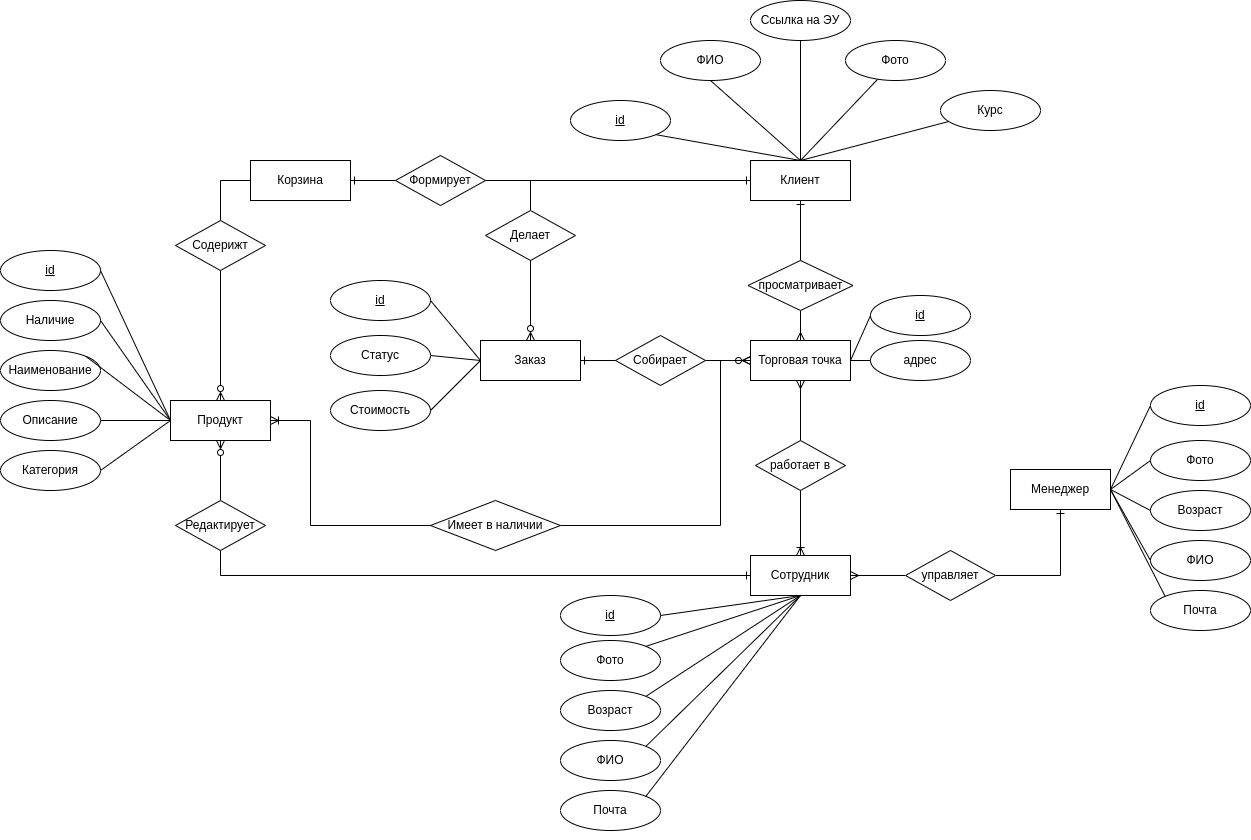 Ссылка на ЭУ
ФИО
Фото
id
Курс
Корзина
Формирует
Клиент
Содерижт
Делает
id
Наличие
Наименование
Описание
Категория
Продукт
id
Статус
Стоимость
Заказ
Собирает
просматривает
Торговая точка
id
адрес
работает в
Редактирует
Имеет в наличии
Менеджер
id
Фото
Возраст
ФИО
Почта
Сотрудник
управляет
id
Фото
Возраст
ФИО
Почта